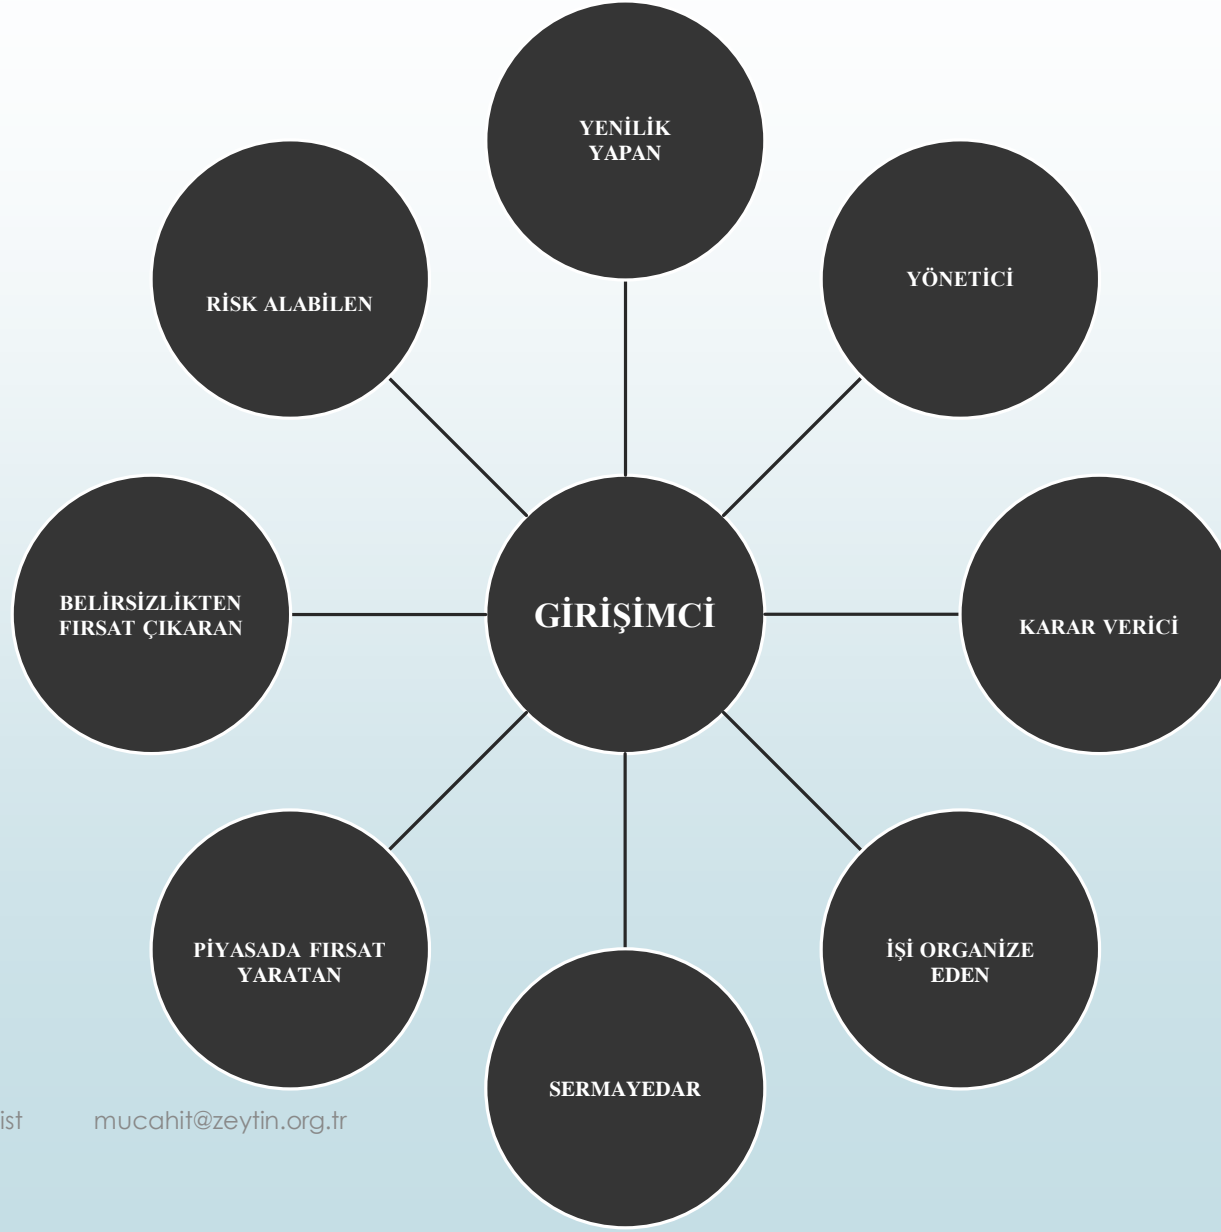 YENİLİK
YAPAN
YÖNETİCİ
RİSK ALABİLEN
BELİRSİZLİKTEN
FIRSAT ÇIKARAN
GİRİŞİMCİ
KARAR VERİCİ
PİYASADA FIRSAT
YARATAN
İŞİ ORGANİZE
EDEN
SERMAYEDAR
ist mucahit@zeytin.org.tr